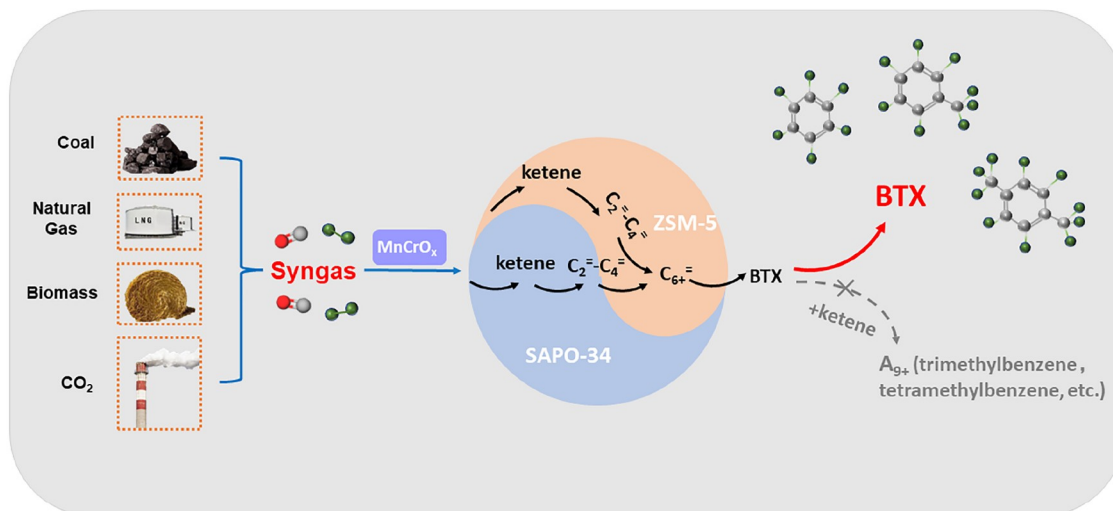 Coal
Natural
Gas
LNG
Biomass
CO₂
Syngas
MnCrOₓ
ketene
C₂⁼-C₄⁼
ZSM-5
ketene
C₂⁼-C₄⁼
C₆₊⁼
SAPO-34
BTX
BTX
+ketene
A₉₊ (trimethylbenzene,
tetramethylbenzene, etc.)